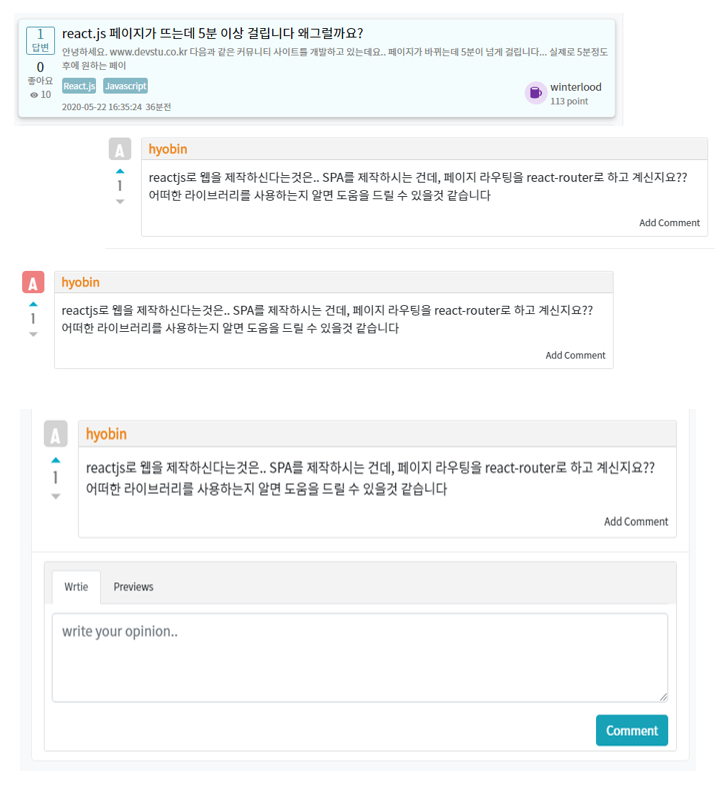 1
답변
react.js 페이지가 뜨는데 5분 이상 걸립니다 왜그럴까요?
안녕하세요. www.devstu.co.kr 다음과 같은 커뮤니티 사이트를 개발하고 있는데요.. 페이지가 바뀌는데 5분이 넘게 걸립니다... 실제로 5분정도
후에 원하는 페이
0
좋아요
10
React.js Javascript
2020-05-22 16:35:24 36분전
winterlood
113 point
A
hyobin
1
reactjs로 웹을 제작하신다는것은.. SPA를 제작하시는 건데, 페이지 라우팅을 react-router로 하고 계신지요??
어떠한 라이브러리를 사용하는지 알면 도움을 드릴 수 있을것 같습니다
Add Comment
A
hyobin
1
reactjs로 웹을 제작하신다는것은.. SPA를 제작하시는 건데, 페이지 라우팅을 react-router로 하고 계신지요??
어떠한 라이브러리를 사용하는지 알면 도움을 드릴 수 있을것 같습니다
Add Comment
A
hyobin
1
reactjs로 웹을 제작하신다는것은.. SPA를 제작하시는 건데, 페이지 라우팅을 react-router로 하고 계신지요??
어떠한 라이브러리를 사용하는지 알면 도움을 드릴 수 있을것 같습니다
Add Comment
Wrtie Previews
write your opinion..
Comment